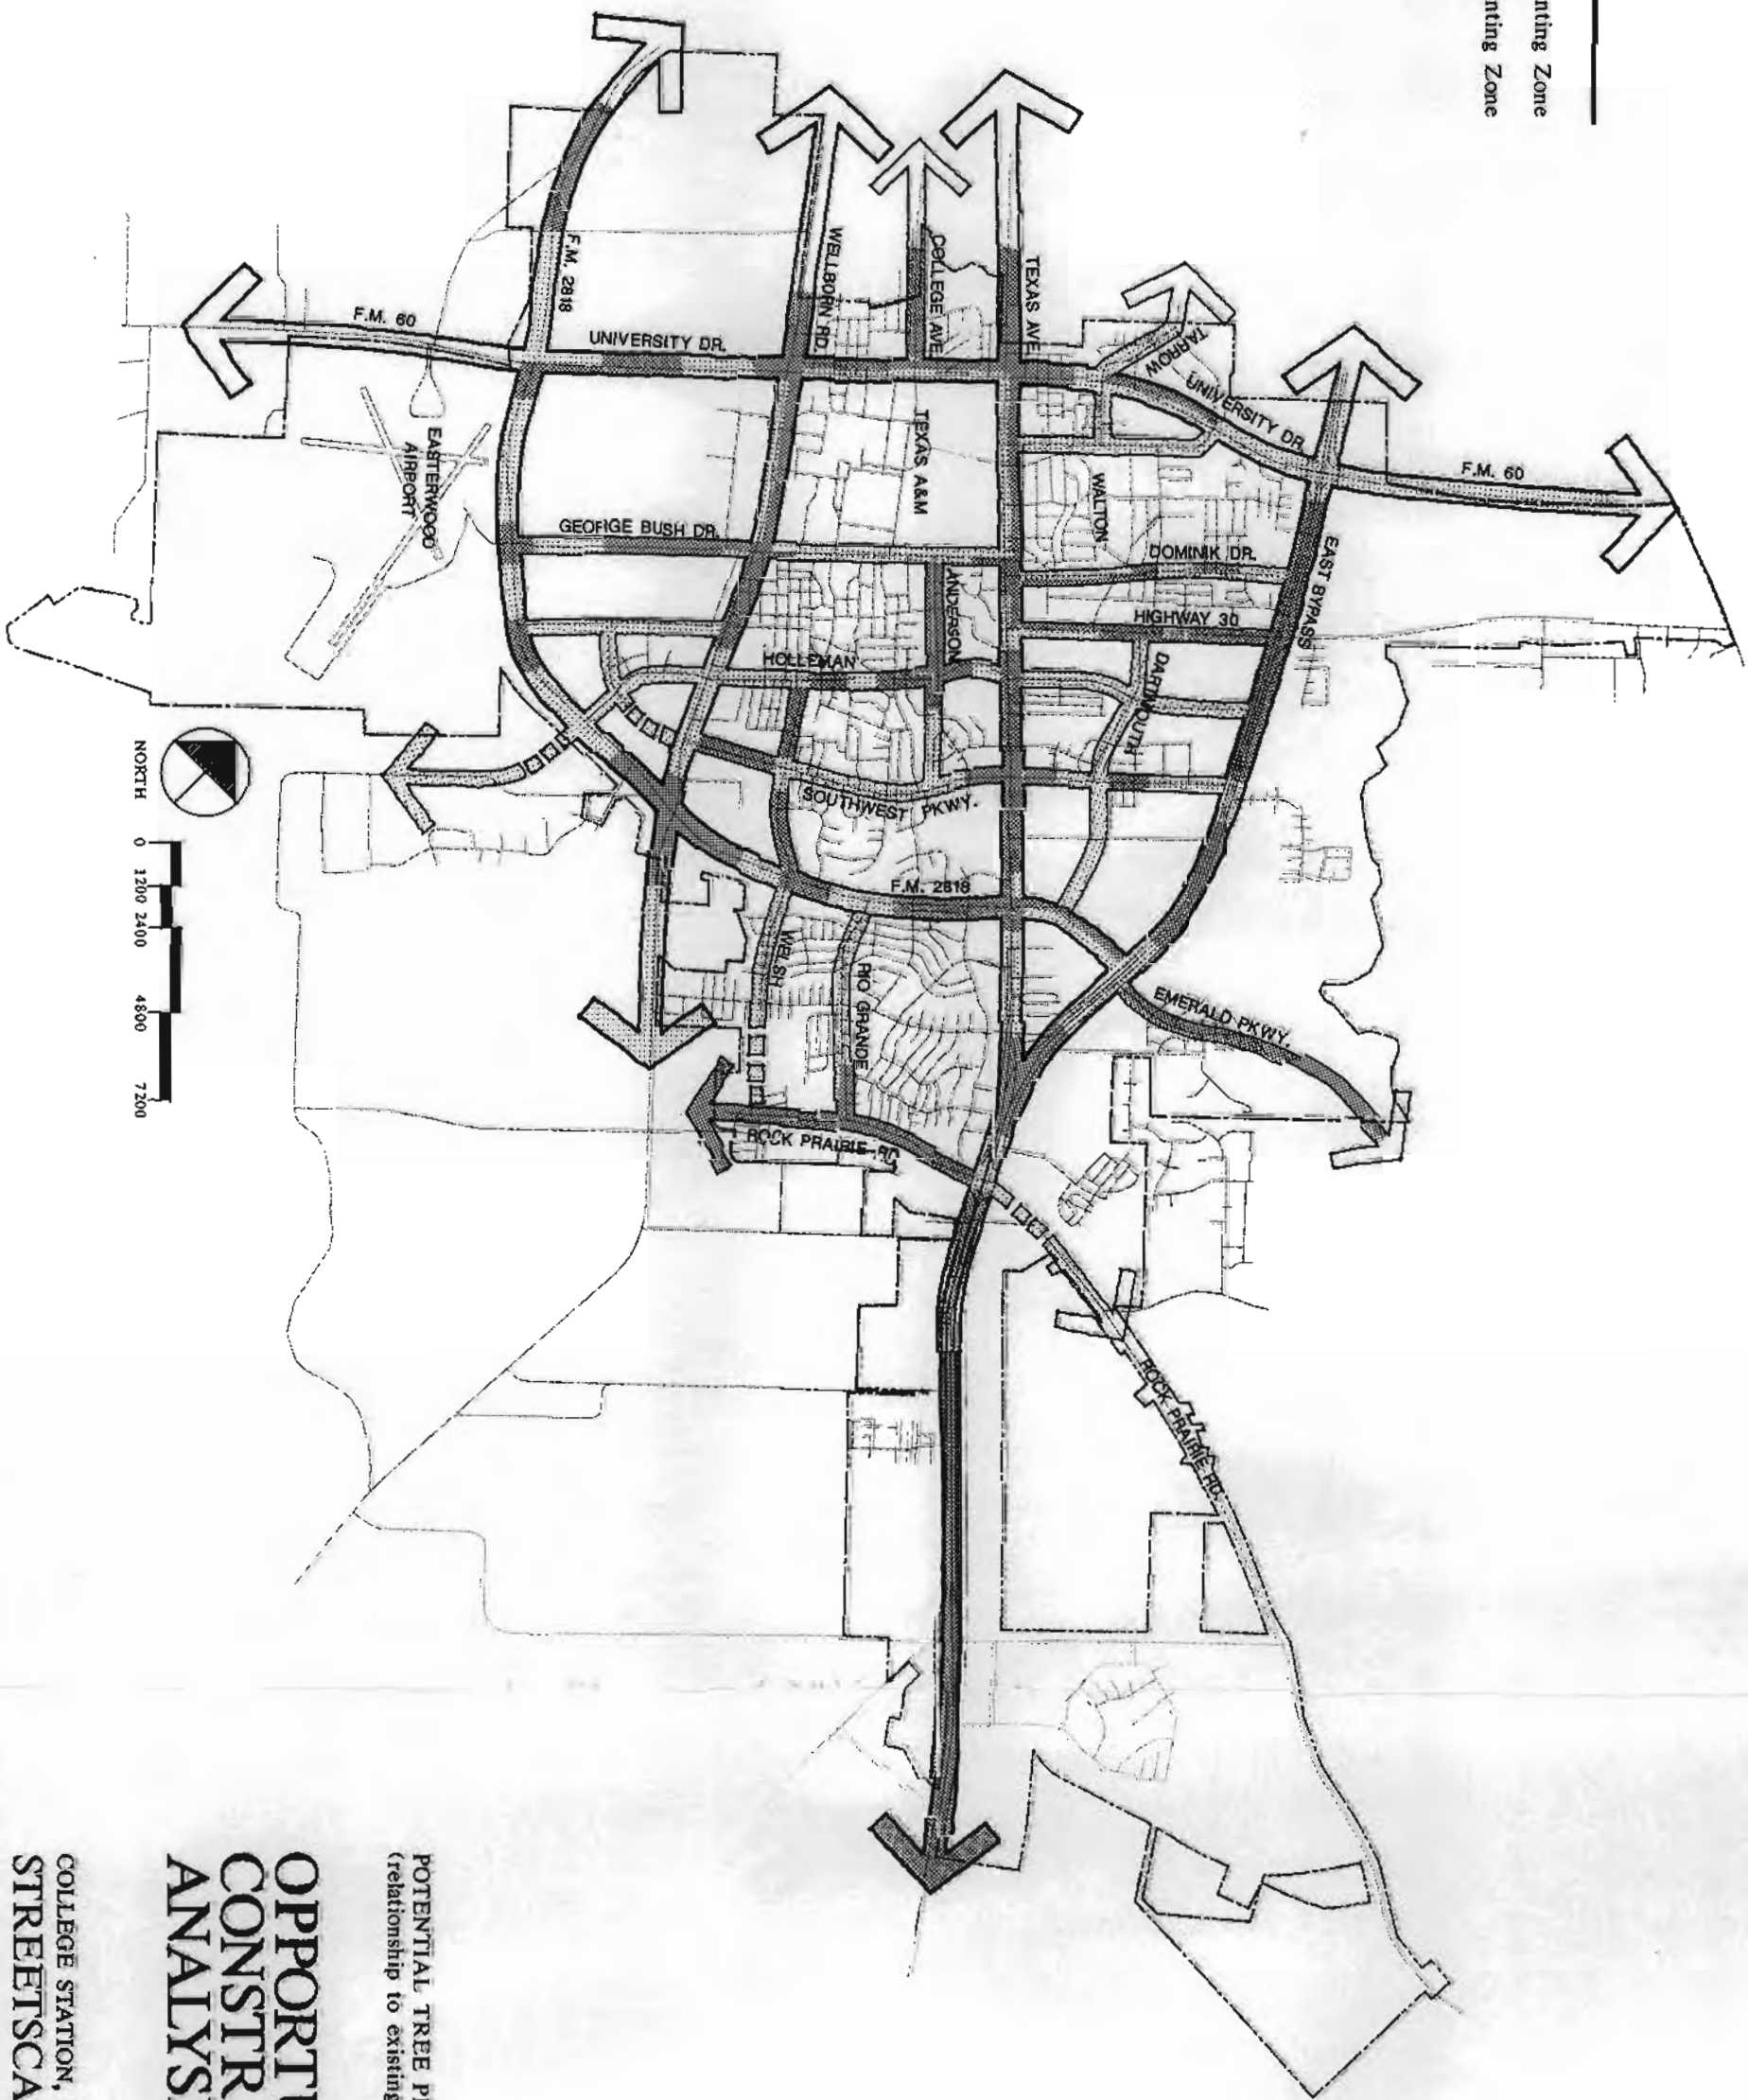 nting Zone
nting Zone
F.M. 2818
WELLBORN RD.
COLLEGE AVE.
TEXAS AVE.
TARROW
F.M. 60
UNIVERSITY DR.
UNIVERSITY DR.
F.M. 60
EASTERWOOD
AIRPORT
TEXAS A&M
WALTON
GEORGE BUSH DR.
DOMINIK DR.
EAST BYPASS
ANDERSON
HIGHWAY 30
HOLLEMAN
DARTMOUTH
SOUTHWEST PKWY.
F.M. 2818
WELSH
RIO GRANDE
EMERALD PKWY.
ROCK PRAIRIE RD.
ROCK PRAIRIE RD.
NORTH
0 1200 2400 4800 7200
POTENTIAL TREE PL
(relationship to existing
OPPORTU
CONSTR
ANALYS
COLLEGE STATION,
STREETSCA